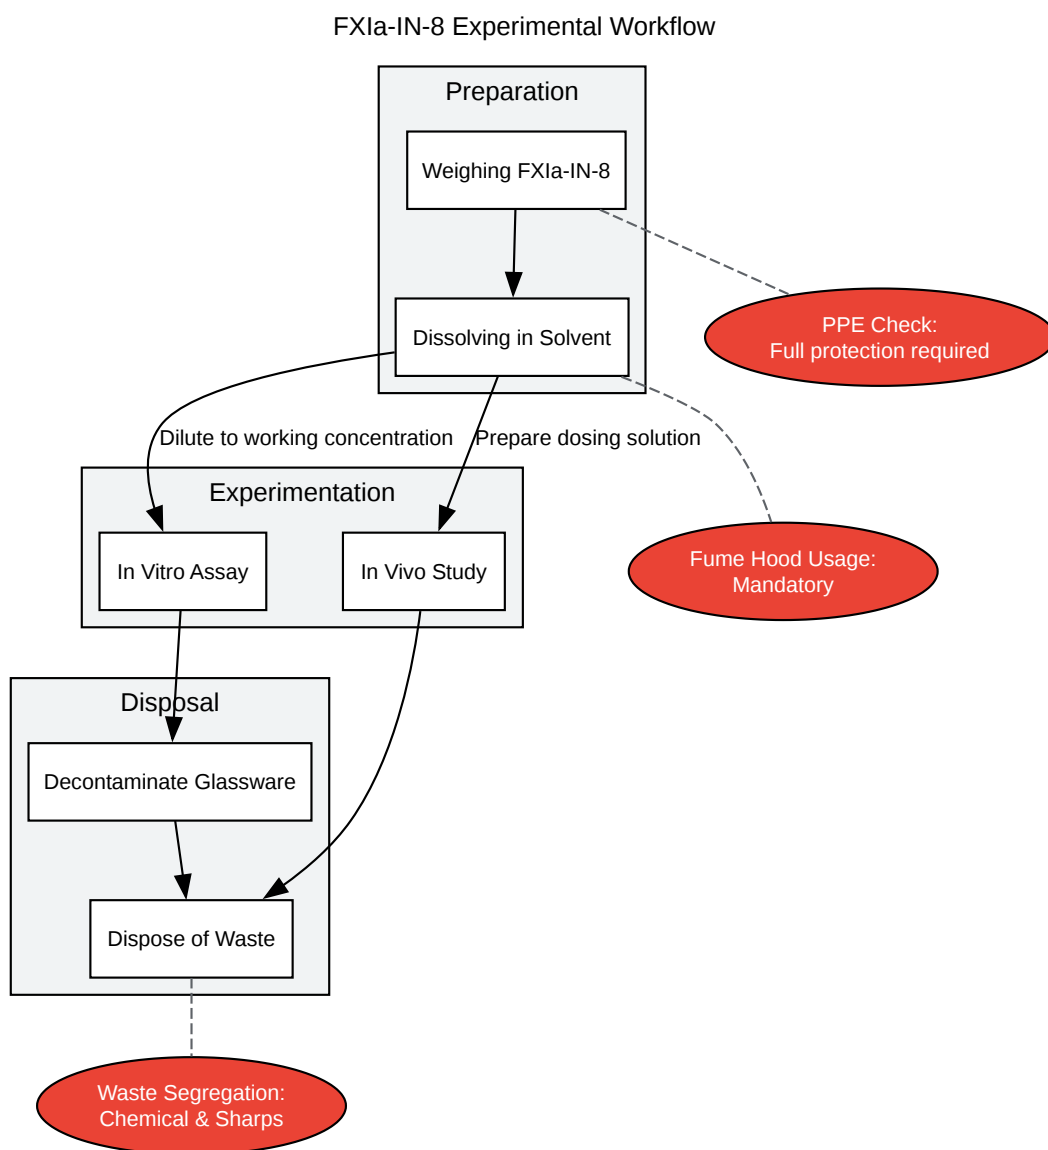 FXIa-IN-8 Experimental Workflow
Preparation
Weighing FXIa-IN-8
Dissolving in Solvent
PPE Check:
Full protection required
Dilute to working concentration
Prepare dosing solution
Experimentation
In Vitro Assay
In Vivo Study
Fume Hood Usage:
Mandatory
Disposal
Decontaminate Glassware
Dispose of Waste
Waste Segregation:
Chemical & Sharps